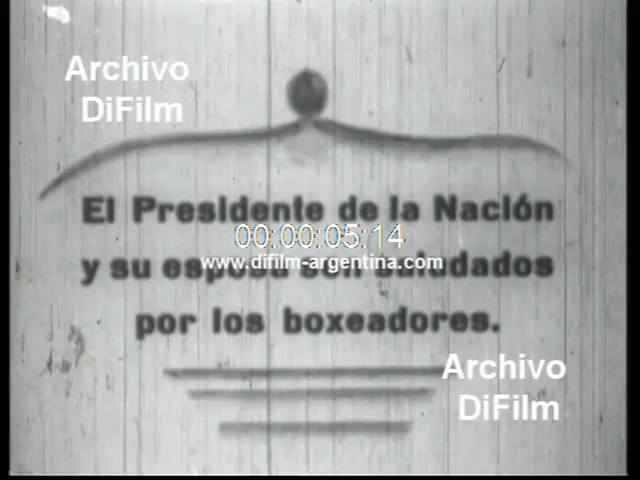 Archivo
DiFilm
El Presidente de la Nación
00:00:05:14
www.difilm-argentina.com
y su esposa son saludados
por los boxeadores.
Archivo
DiFilm